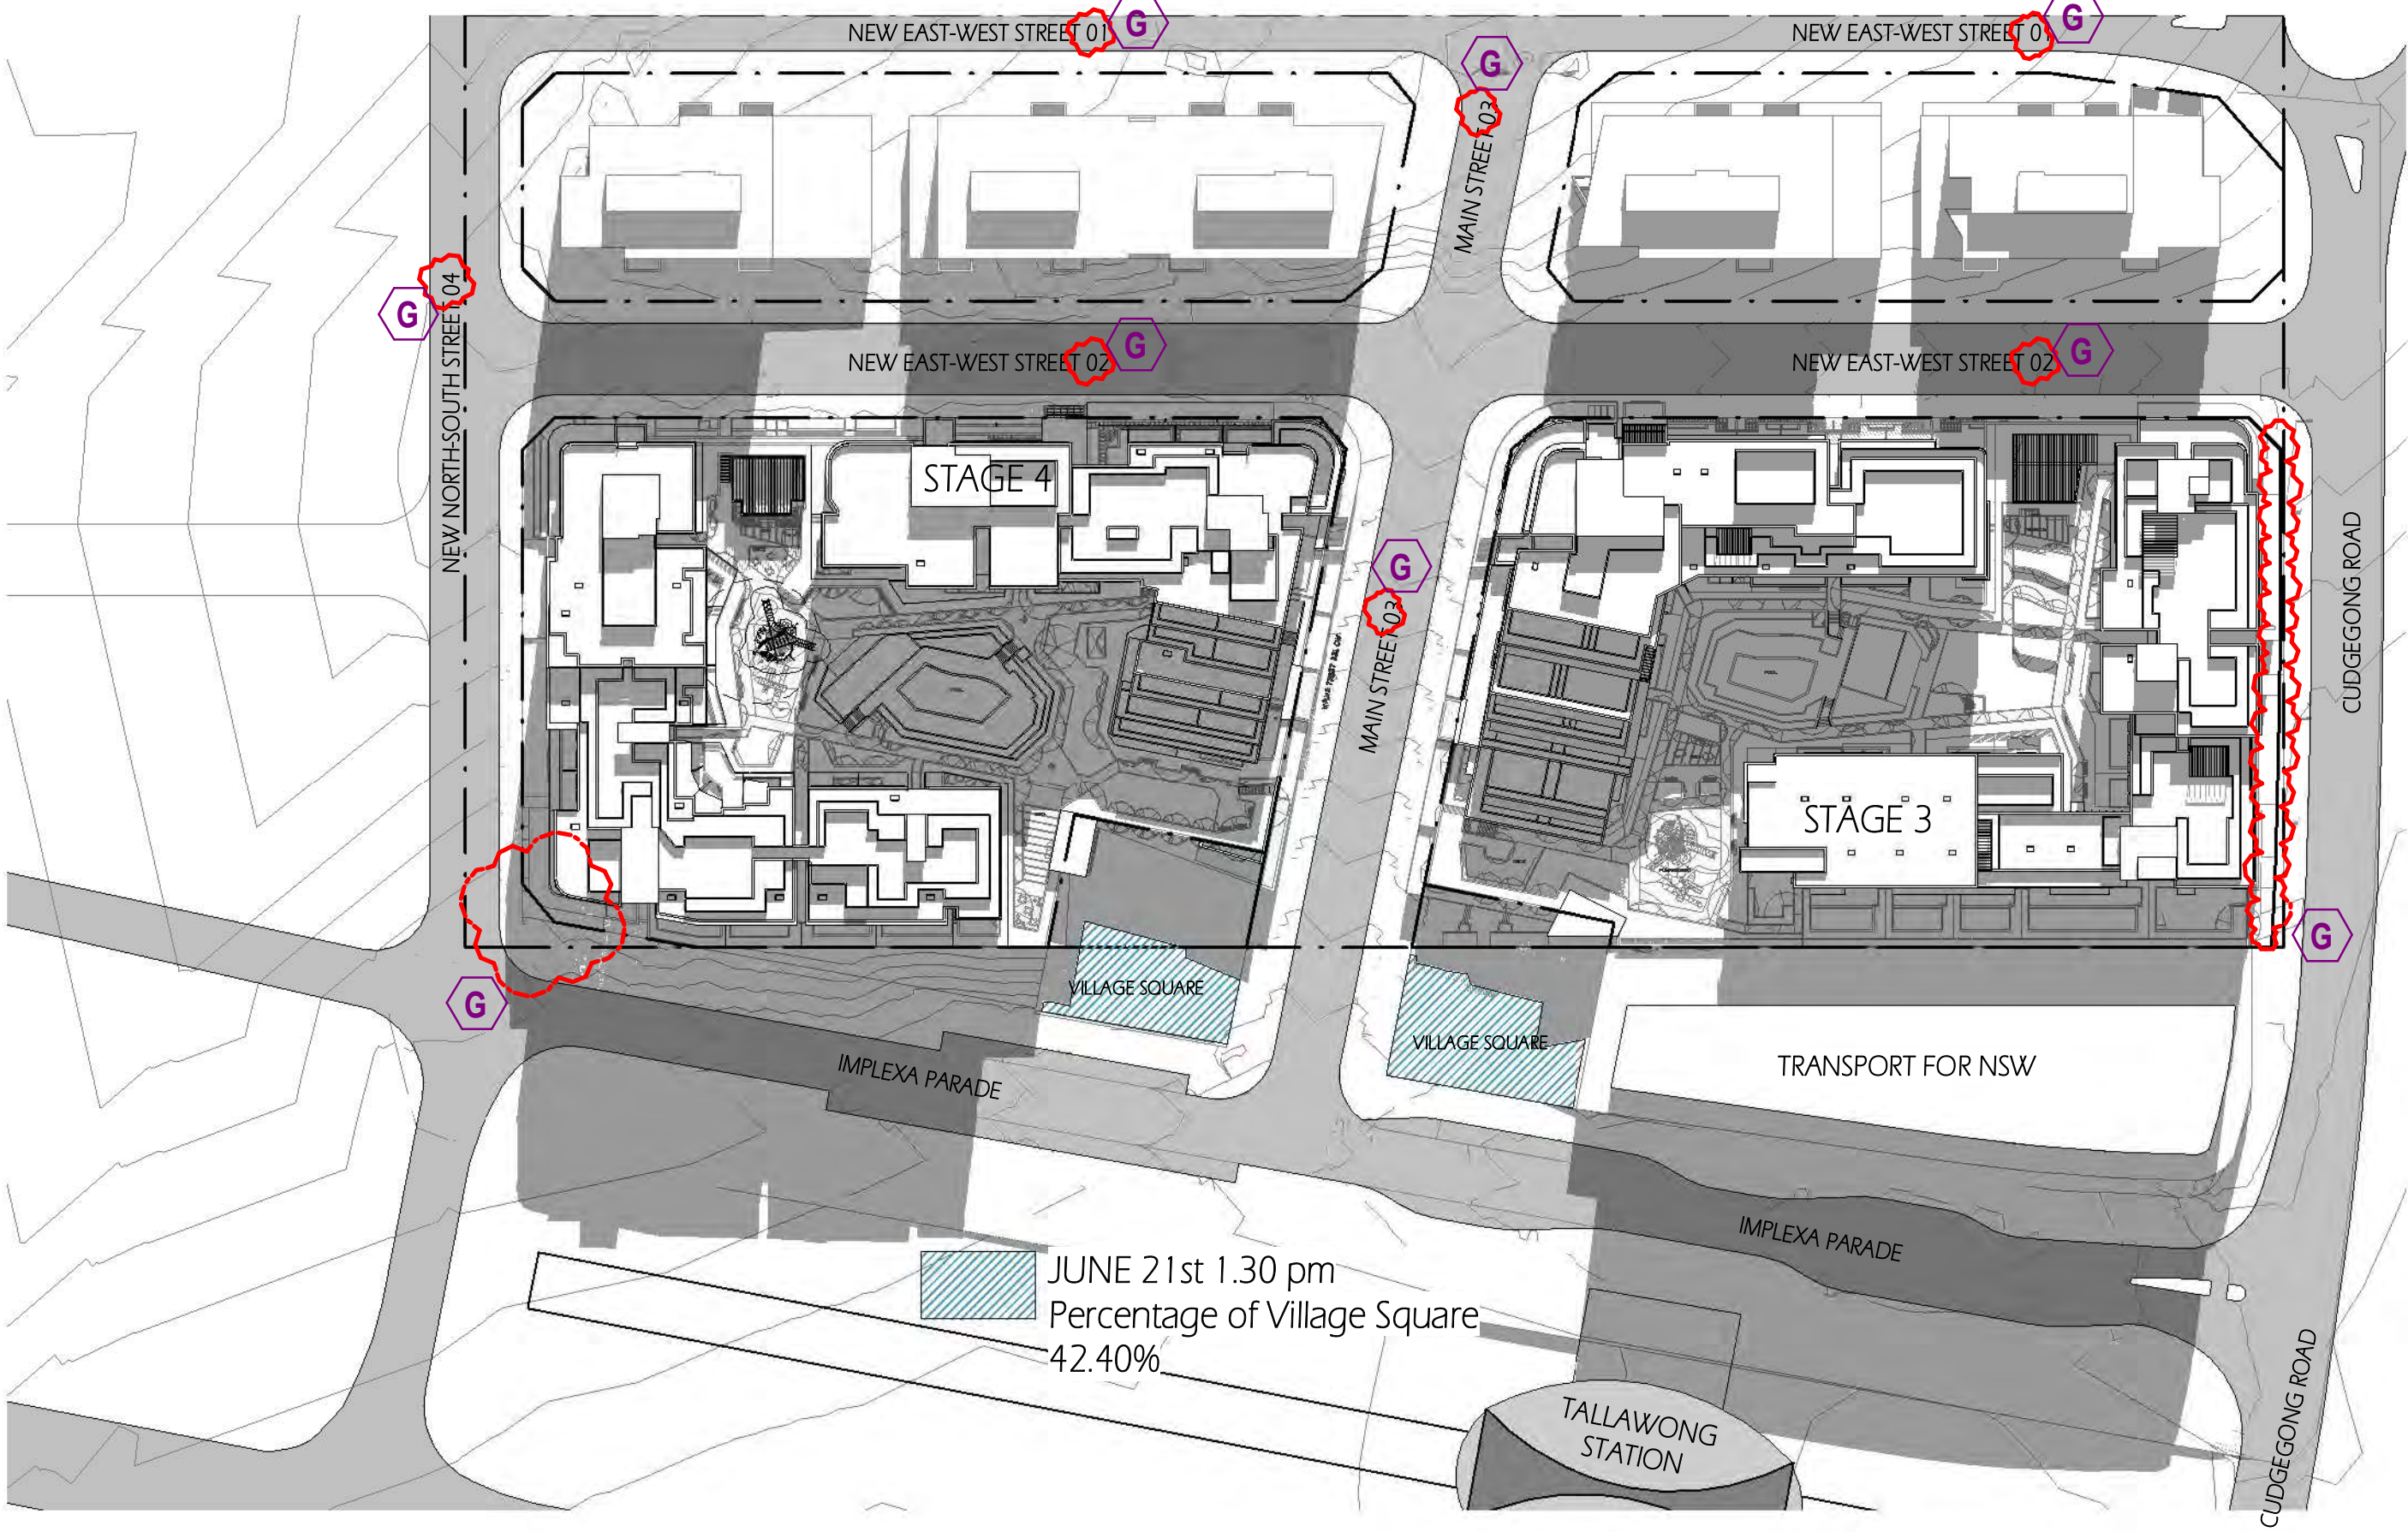 NEW EAST-WEST STREET 01
G
NEW EAST-WEST STREET 01
G
G
MAIN STREET 03
NEW NORTH-SOUTH STREET 04
G
NEW EAST-WEST STREET 02
G
NEW EAST-WEST STREET 02
G
STAGE 4
CUDGEGONG ROAD
G
MAIN STREET 03
STAGE 3
G
G
VILLAGE SQUARE
VILLAGE SQUARE
TRANSPORT FOR NSW
IMPLEXA PARADE
IMPLEXA PARADE
JUNE 21st 1.30 pm
Percentage of Village Square
42.40%
CUDGEGONG ROAD
TALLAWONG
STATION